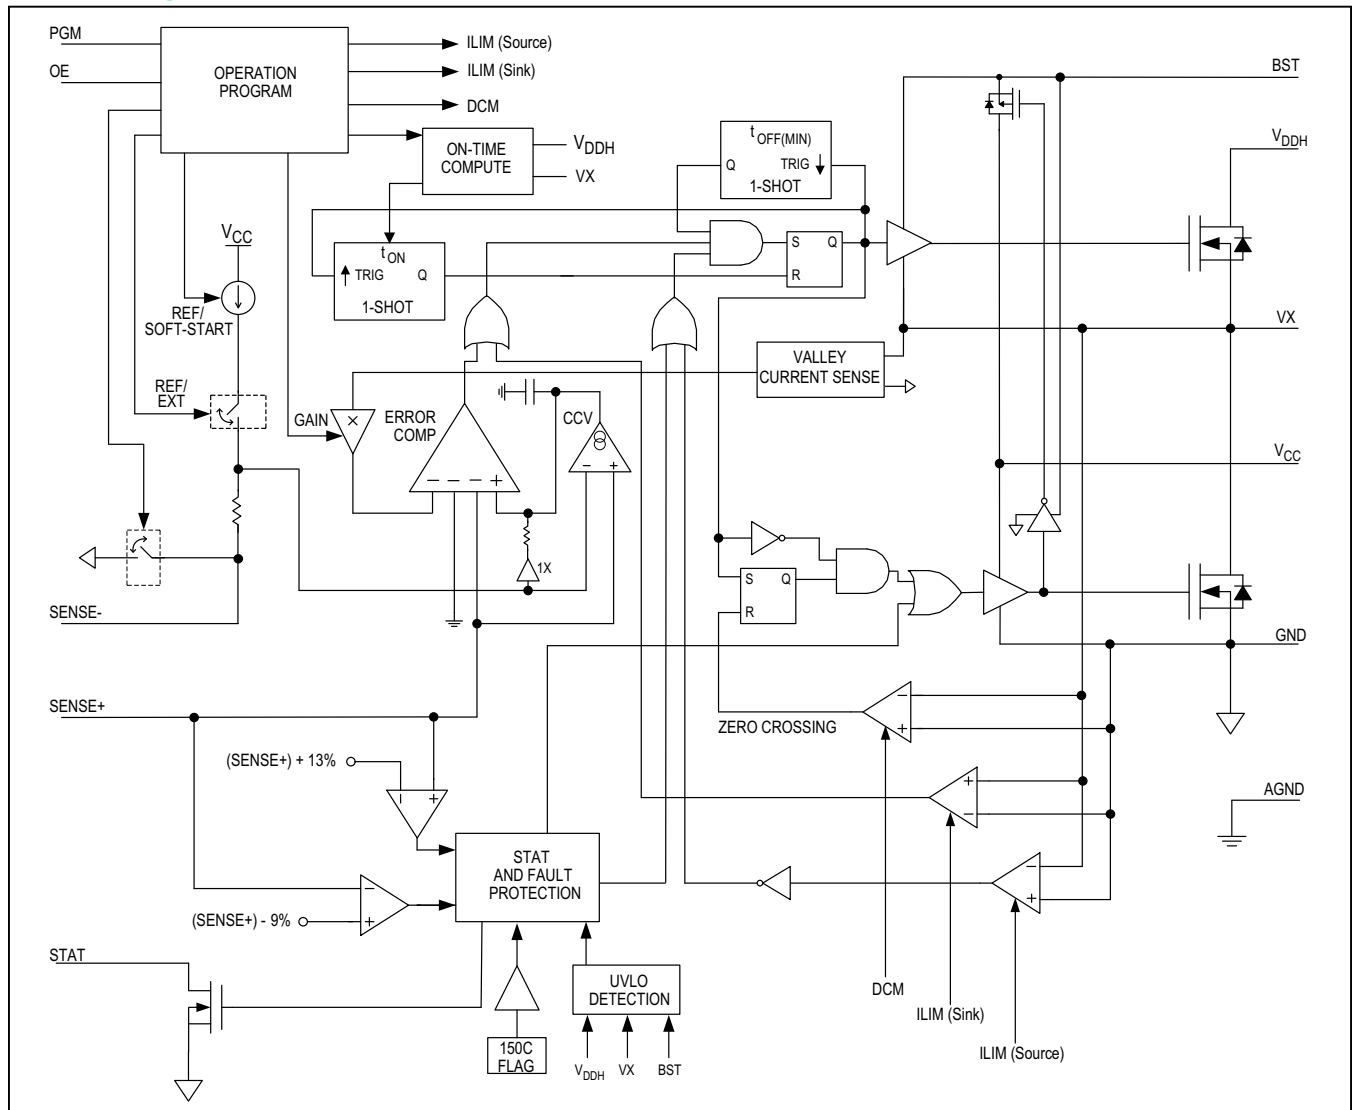 PGM
OE
OPERATION
PROGRAM
ILIM (Source)
ILIM (Sink)
DCM
ON-TIME
COMPUTE
VDDH
VX
tOFF(MIN)
Q TRIG
1-SHOT
BST
VDDH
VCC
tON
TRIG Q
1-SHOT
S Q
R
REF/
SOFT-START
VX
VALLEY
CURRENT SENSE
REF/
EXT
GAIN
×
ERROR
COMP
CCV
− +
− − − +
VCC
1X
S Q
R
SENSE-
GND
SENSE+
ZERO CROSSING
−
+
(SENSE+) + 13%
− +
+
−
AGND
STAT
AND FAULT
PROTECTION
−
+
−
+
(SENSE+) - 9%
STAT
UVLO
DETECTION
DCM
ILIM (Sink)
ILIM (Source)
150C
FLAG
VDDH VX BST